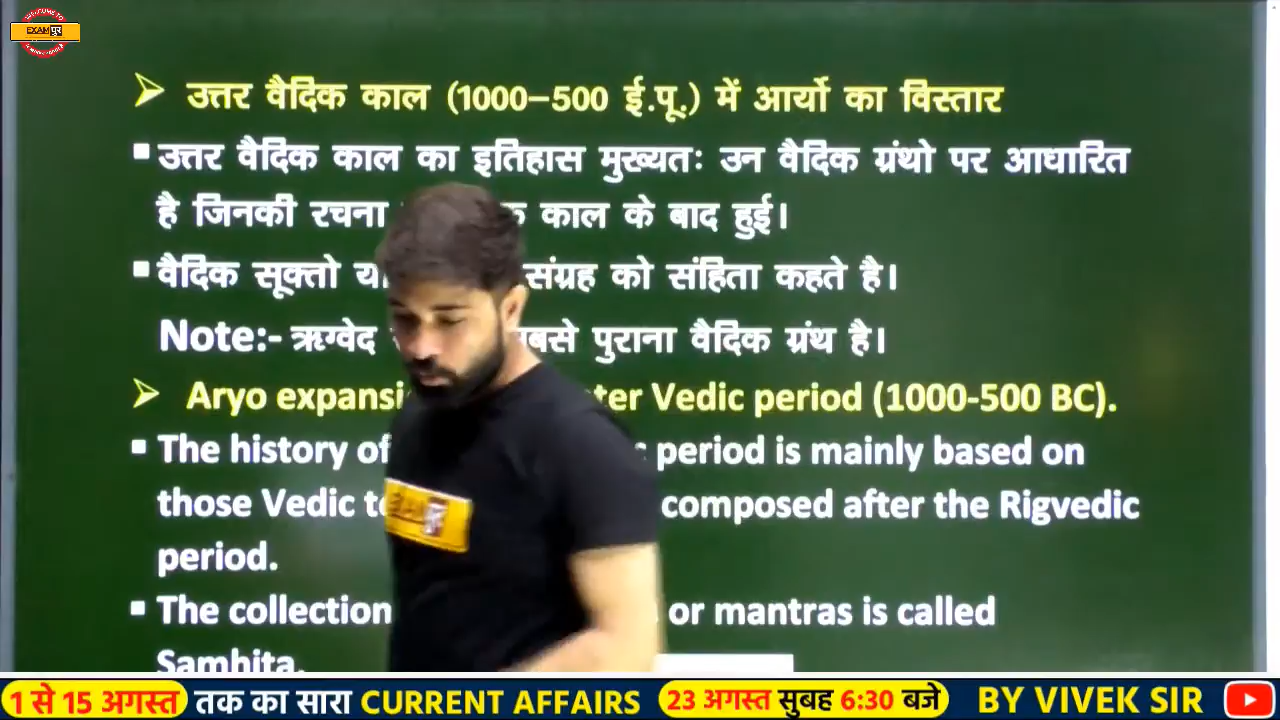 WELCOME TO
EXAM पुर
उत्तर वैदिक काल (1000–500 ई.पू.) में आर्यो का विस्तार
उत्तर वैदिक काल का इतिहास मुख्यतः उन वैदिक ग्रंथो पर आधारित
है जिनकी रचना काल के बाद हुई।
वैदिक सूक्तो संग्रह को संहिता कहते है।
Note:- ऋग्वेद पुराना वैदिक ग्रंथ है।
Aryo Vedic period (1000-500 BC).
The history of period is mainly based on
those Vedic composed after the Rigvedic
period.
The collection or mantras is called
Samhita.
1 से 15 अगस्त तक का सारा CURRENT AFFAIRS 23 अगस्त सुबह 6:30 बजे BY VIVEK SIR